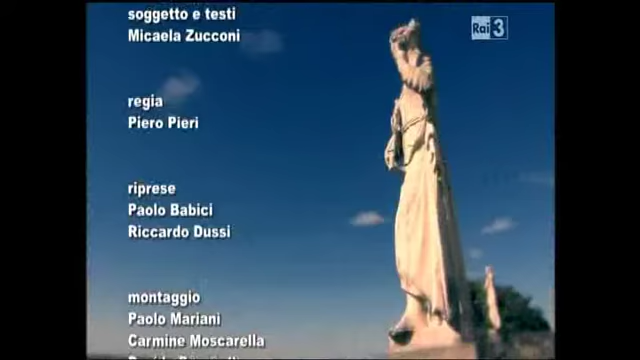 soggetto e testi
Micaela Zucconi
Rai 3
regia
Piero Pieri
riprese
Paolo Babici
Riccardo Dussi
montaggio
Paolo Mariani
Carmine Moscarella